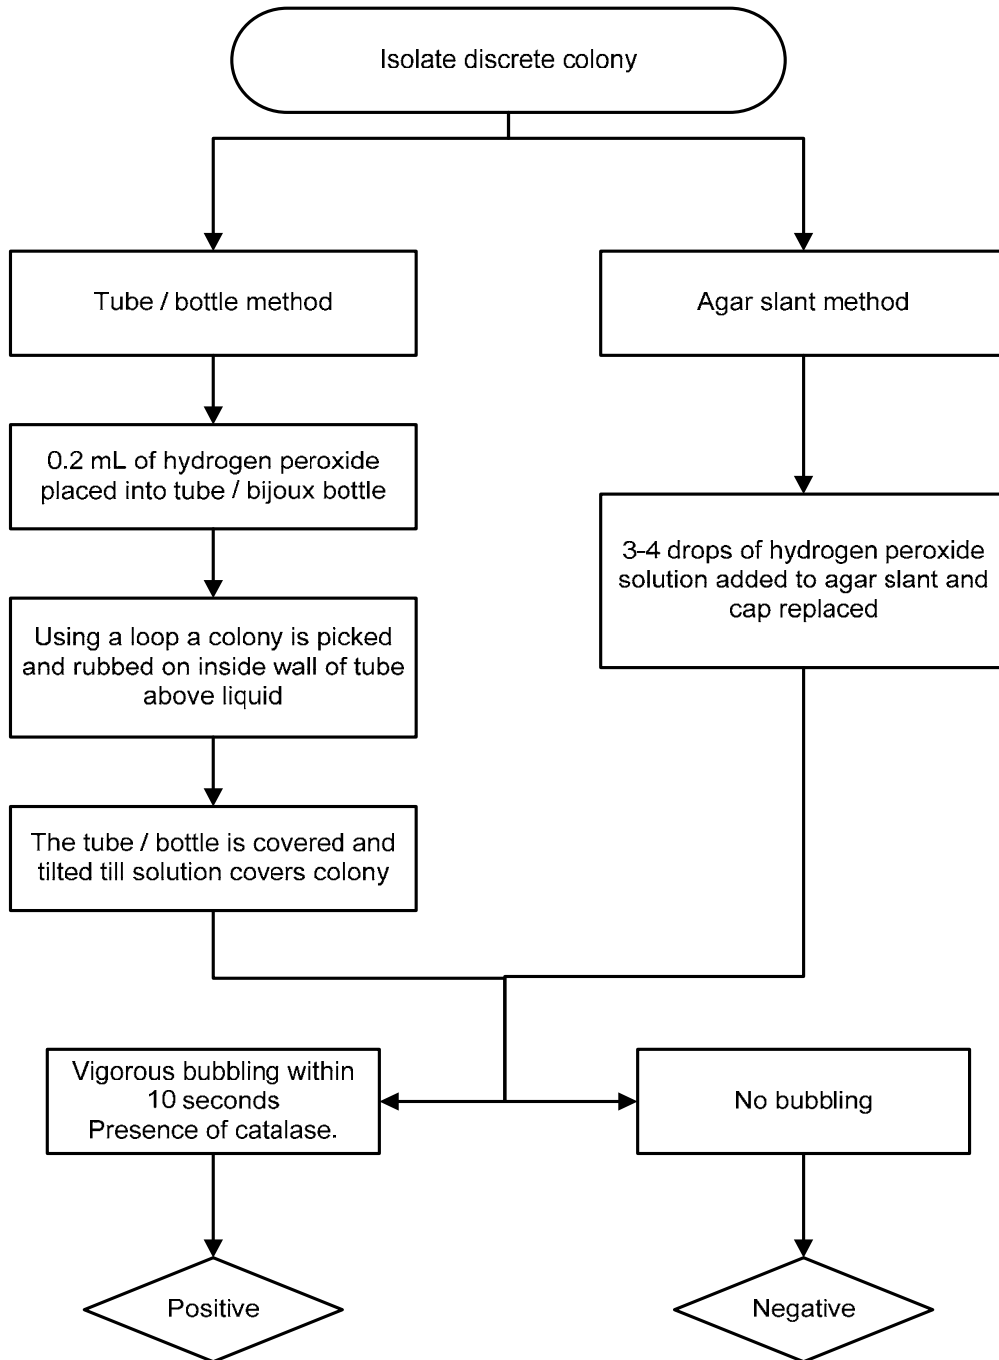 Isolate discrete colony
Tube / bottle method
Agar slant method
0.2 mL of hydrogen peroxide
placed into tube / bijoux bottle
3-4 drops of hydrogen peroxide
solution added to agar slant and
cap replaced
Using a loop a colony is picked
and rubbed on inside wall of tube
above liquid
The tube / bottle is covered and
tilted till solution covers colony
Vigorous bubbling within
10 seconds
Presence of catalase.
No bubbling
Positive
Negative